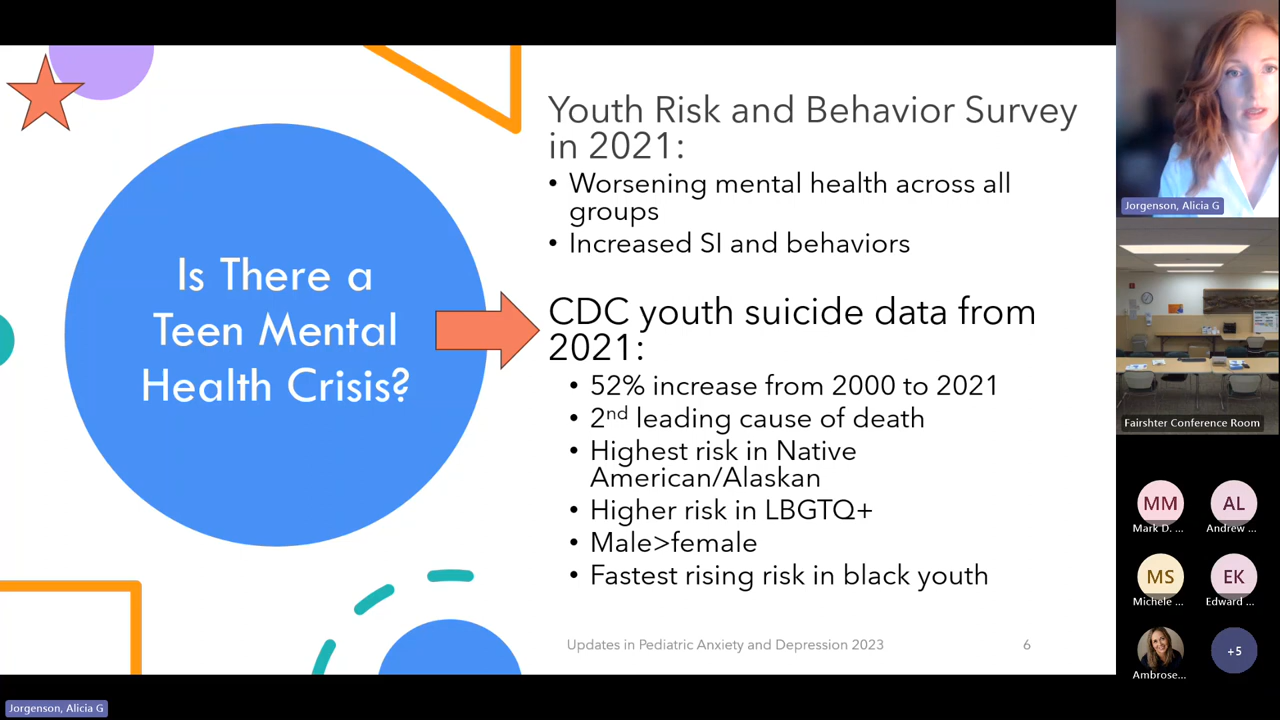 Is There a
Teen Mental
Health Crisis?
Youth Risk and Behavior Survey
in 2021:
• Worsening mental health across all
groups
• Increased SI and behaviors
CDC youth suicide data from
2021:
• 52% increase from 2000 to 2021
• 2nd leading cause of death
• Highest risk in Native
American/Alaskan
• Higher risk in LBGTQ+
• Male>female
• Fastest rising risk in black youth
Updates in Pediatric Anxiety and Depression 2023
6
Jorgenson, Alicia G
Fairshter Conference Room
MM
AL
Mark D. ...
Andrew ...
MS
EK
Michele ...
Edward ...
+5
Ambrose...
Jorgenson, Alicia G